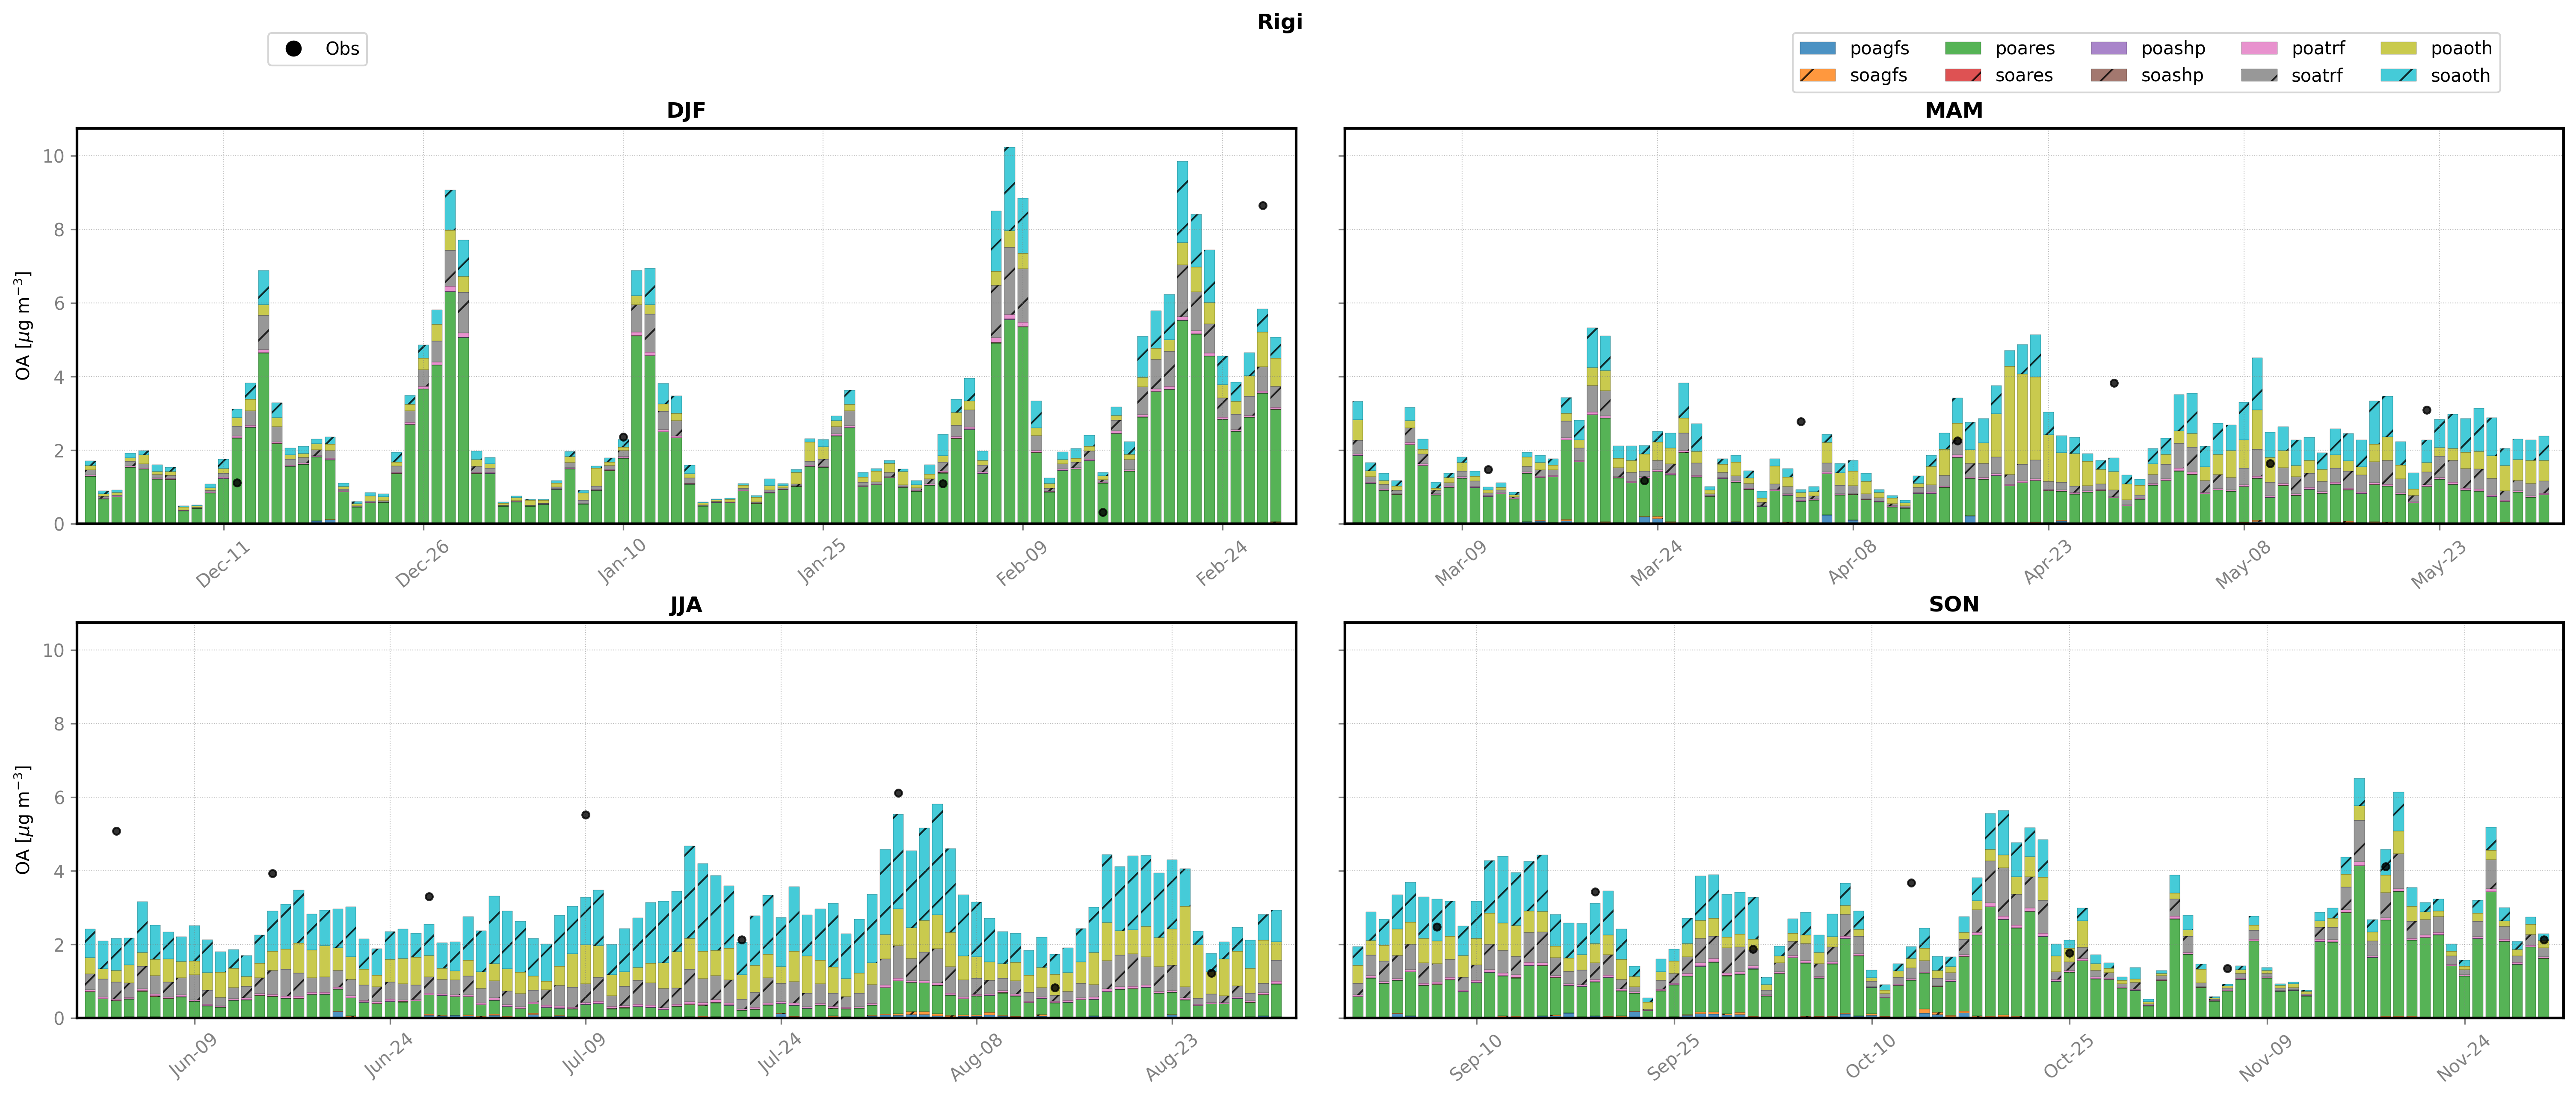 Rigi
Obs
poagfs poares poashp poatrf poaoth
soagfs soares soashp soatrf soaoth
DJF MAM
OA [μg m⁻³]
10
8
6
4
2
0
Dec-11 Dec-26 Jan-10 Jan-25 Feb-09 Feb-24 Mar-09 Mar-24 Apr-08 Apr-23 May-08 May-23
JJA SON
OA [μg m⁻³]
10
8
6
4
2
0
Jun-09 Jun-24 Jul-09 Jul-24 Aug-08 Aug-23 Sep-10 Sep-25 Oct-10 Oct-25 Nov-09 Nov-24